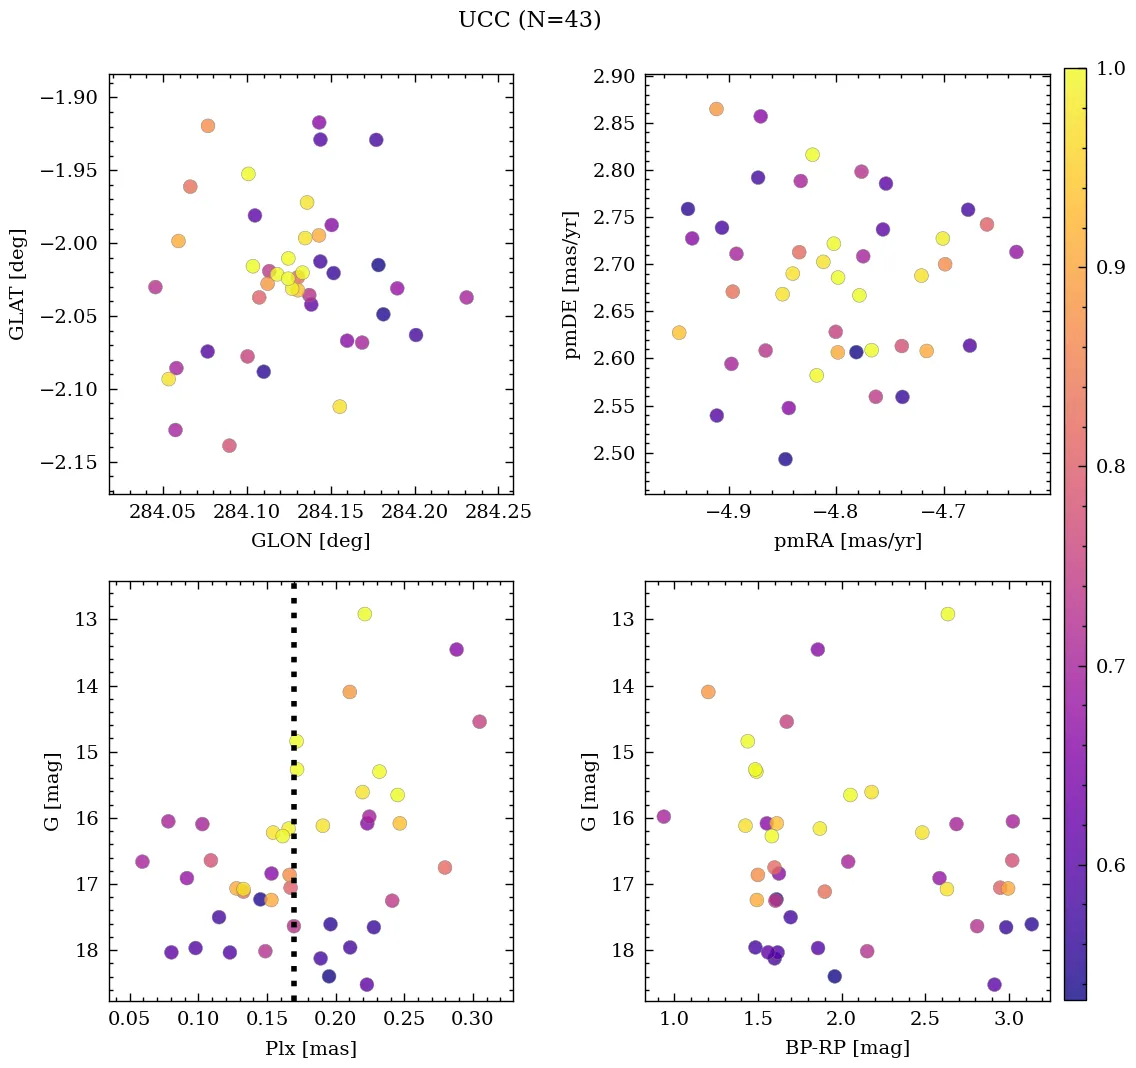 UCC (N=43)
−1.90
−1.95
−2.00
−2.05
−2.10
−2.15
GLAT [deg]
284.05 284.10 284.15 284.20 284.25
GLON [deg]
2.90
2.85
2.80
2.75
2.70
2.65
2.60
2.55
2.50
pmDE [mas/yr]
−4.9 −4.8 −4.7
pmRA [mas/yr]
13
14
15
16
17
18
G [mag]
0.05 0.10 0.15 0.20 0.25 0.30
Plx [mas]
13
14
15
16
17
18
G [mag]
1.0 1.5 2.0 2.5 3.0
BP-RP [mag]
1.0
0.9
0.8
0.7
0.6